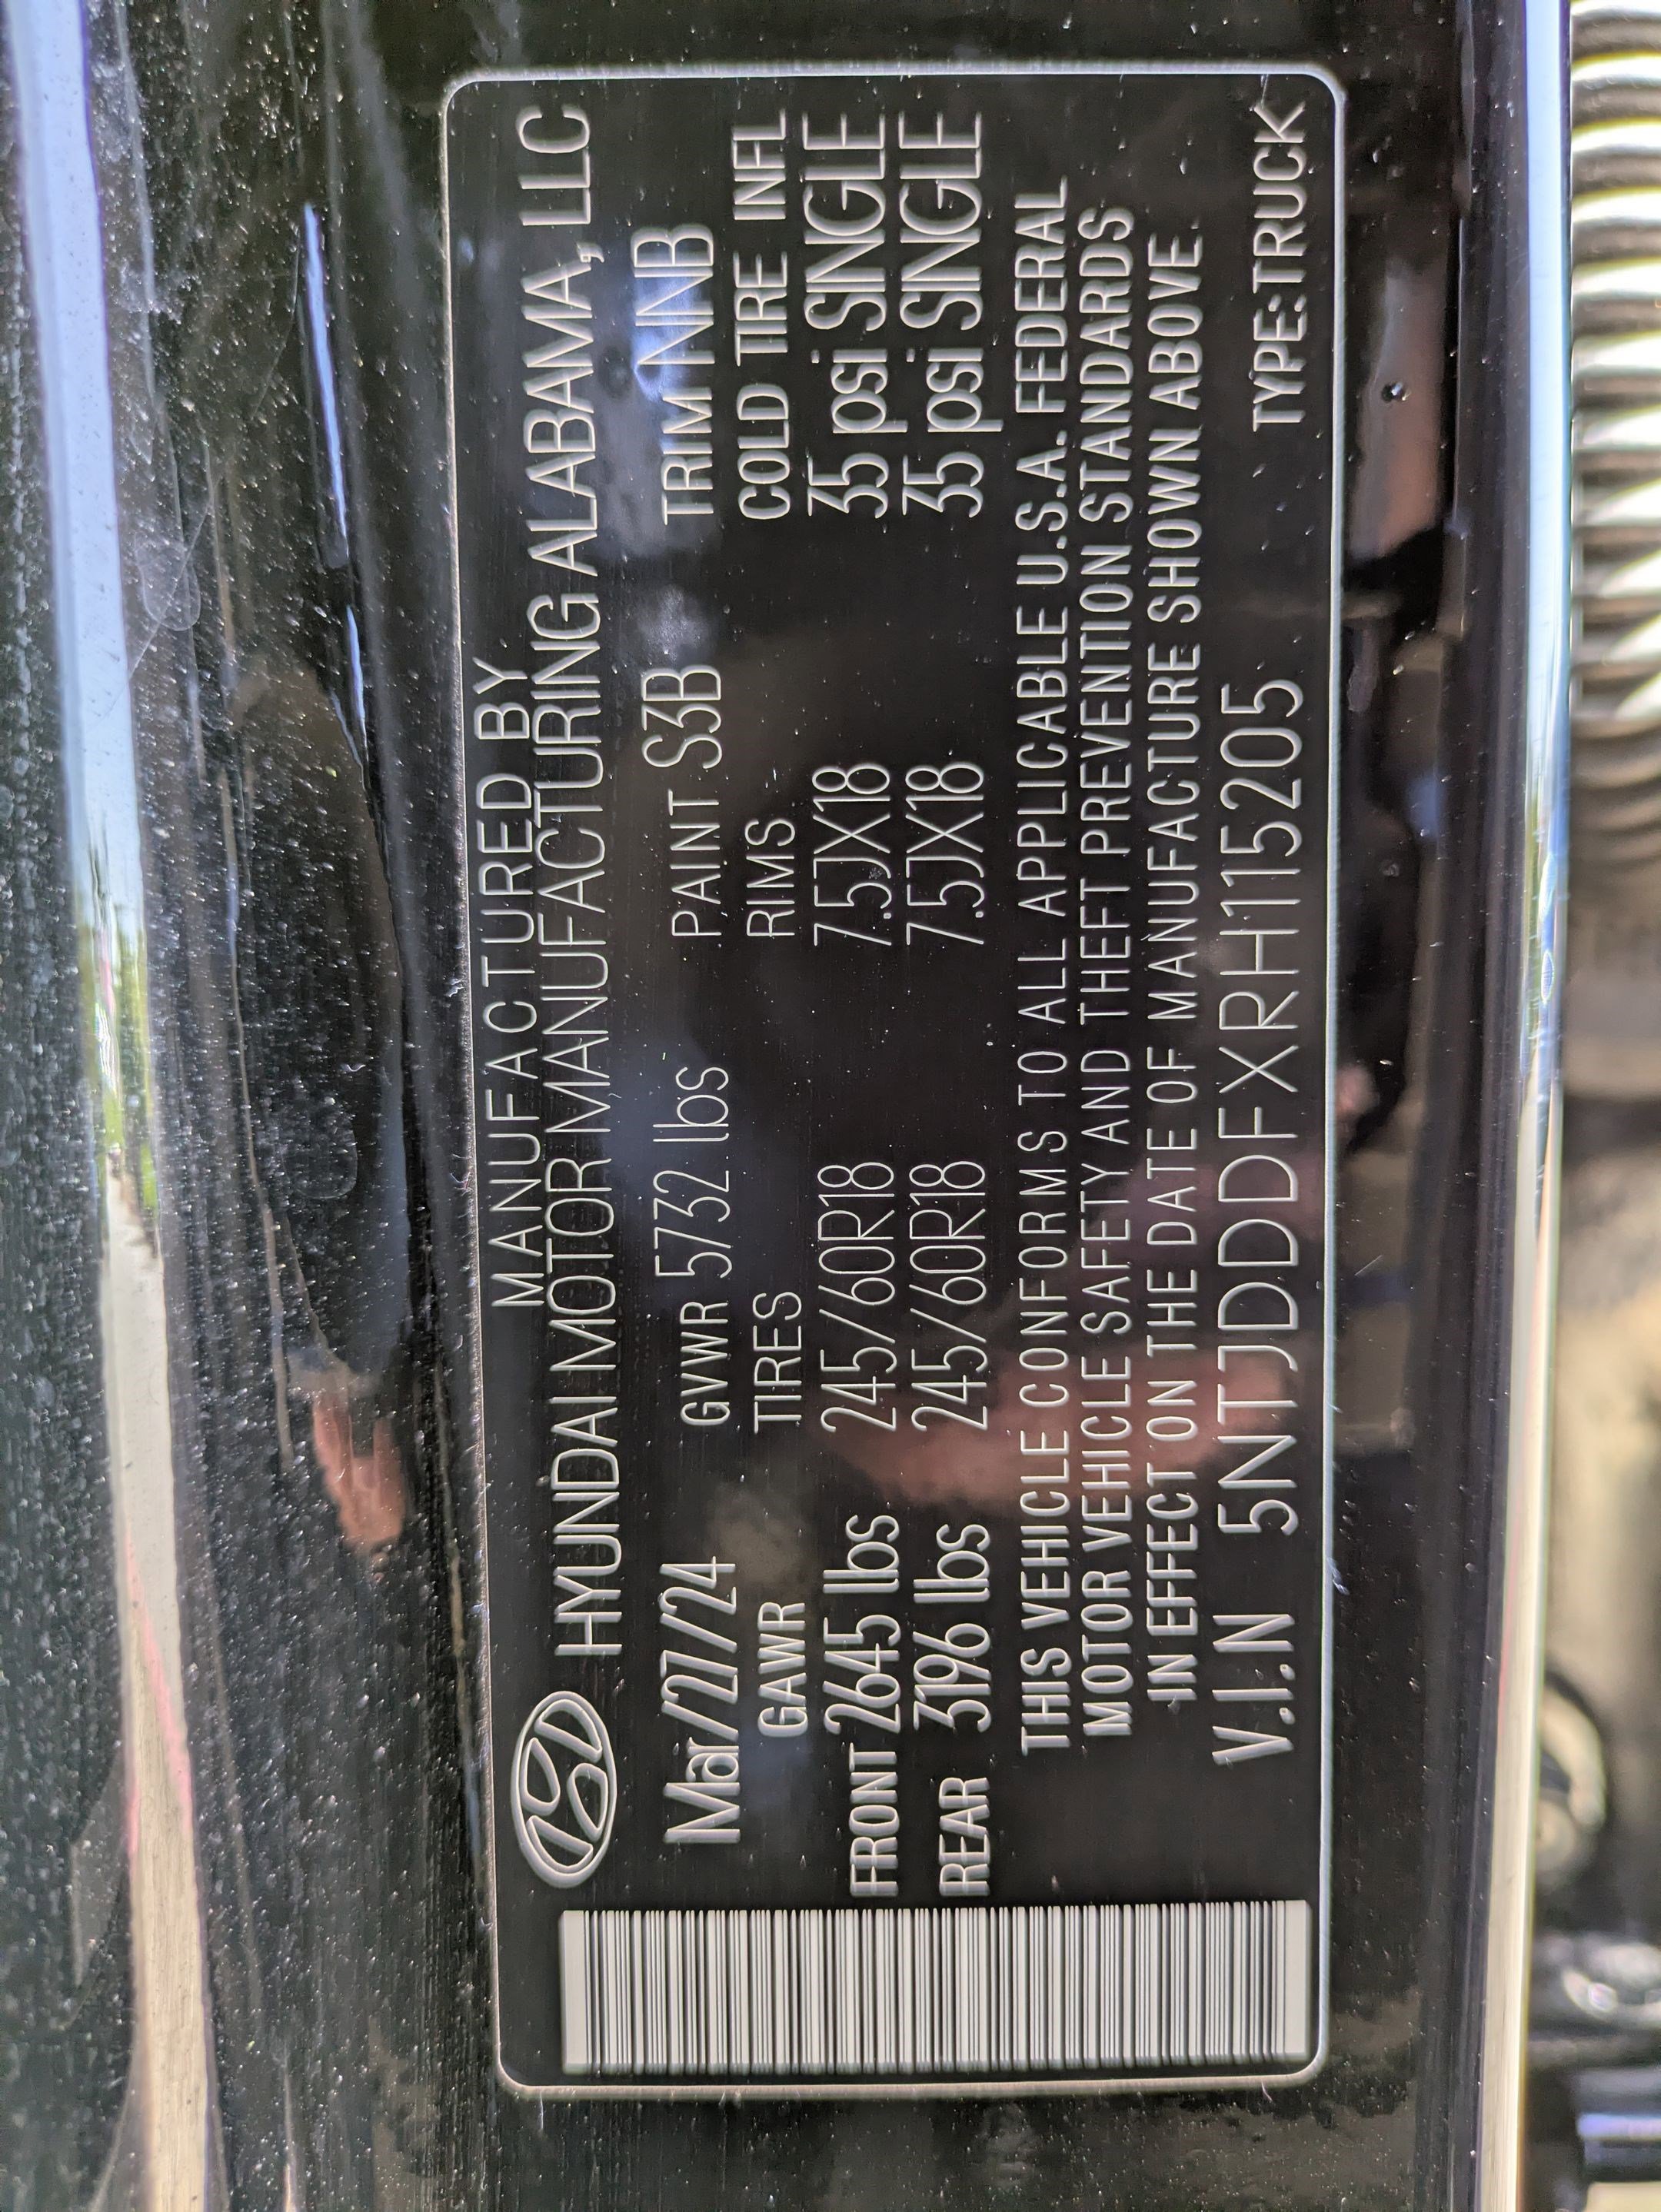 MANUFACTURED BY
HYUNDAI MOTOR MANUFACTURING ALABAMA, LLC
Mar/27/24 GVWR 5732 lbs PAINT S3B TRIM NNB
GAWR TIRES RIMS COLD TIRE INFL
FRONT 2645 lbs 245/60R18 7.5JX18 35 psi SINGLE
REAR 3196 lbs 245/60R18 7.5JX18 35 psi SINGLE
THIS VEHICLE CONFORMS TO ALL APPLICABLE U.S.A. FEDERAL
MOTOR VEHICLE SAFETY AND THEFT PREVENTION STANDARDS
IN EFFECT ON THE DATE OF MANUFACTURE SHOWN ABOVE
V.I.N 5NTJDDDFXRH115205 TYPE:TRUCK